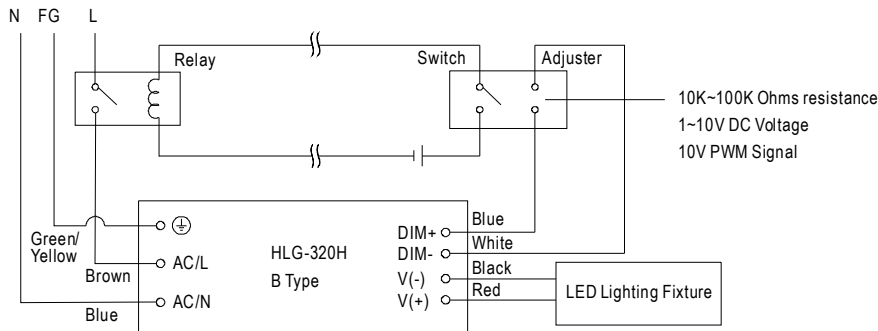 N FG L
Relay
Switch
Adjuster
10K~100K Ohms resistance
1~10V DC Voltage
10V PWM Signal
Green/
Yellow
Brown
Blue
AC/L
AC/N
HLG-320H
B Type
DIM+
DIM-
V(-)
V(+)
Blue
White
Black
Red
LED Lighting Fixture